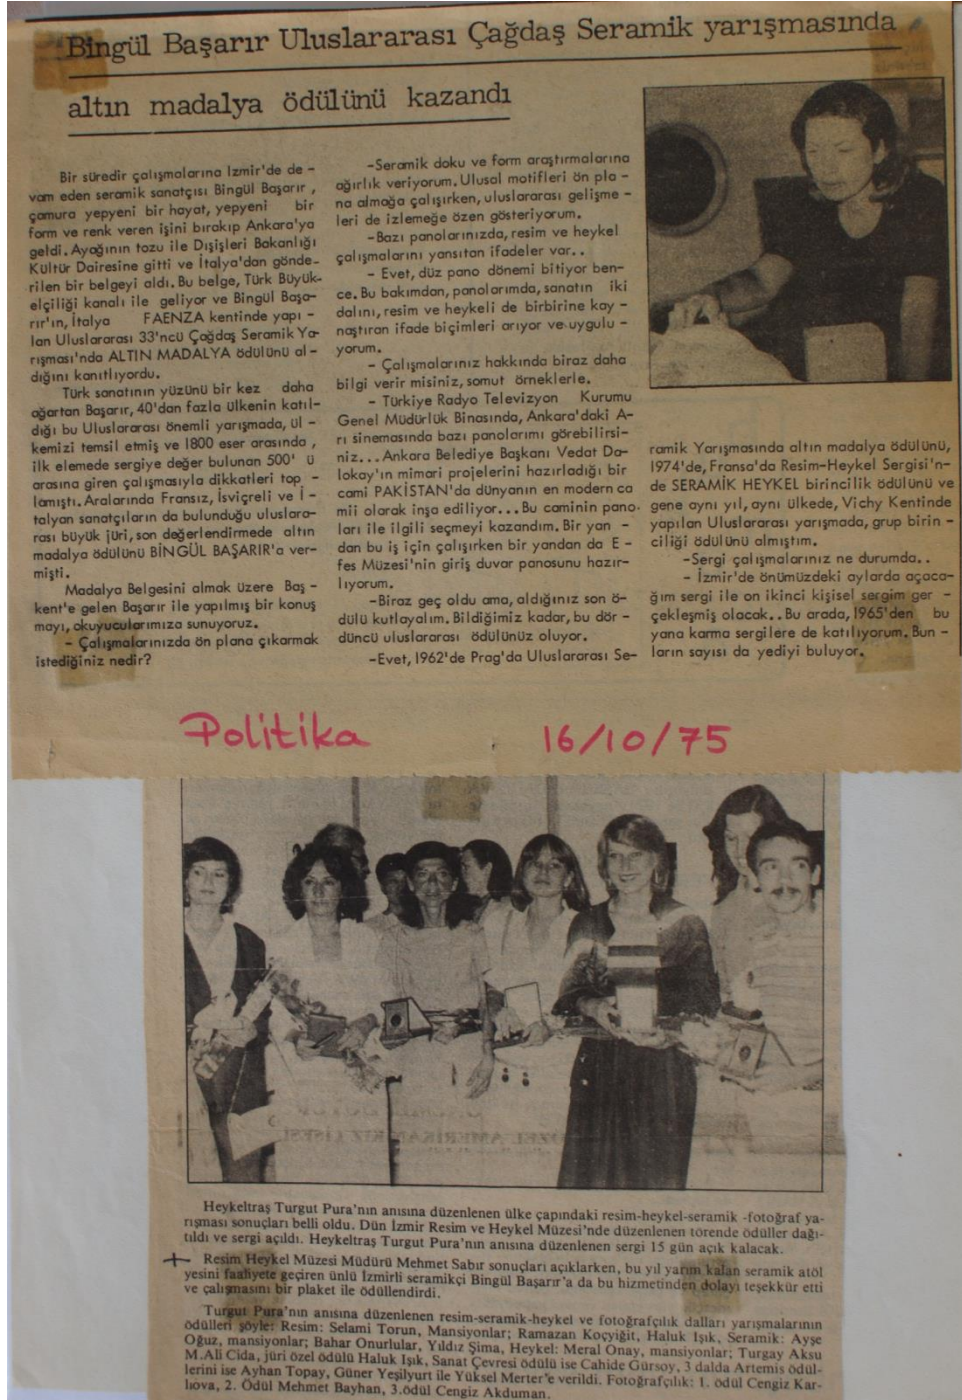 Bingül Başarır Uluslararası Çağdaş Seramik yarışmasında
altın madalya ödülünü kazandı
Bir süredir çalışmalarına Izmir'de de -
vam eden seramik sanatçısı Bingül Başarır ,
çamura yepyeni bir hayat, yepyeni bir
form ve renk veren işini bırakıp Ankara'ya
geldi. Ayağının tozu ile Dışişleri Bakanlığı
Kültür Dairesine gitti ve İtalya'dan gönde-
rilen bir belgeyi aldı. Bu belge, Türk Büyük-
elçiliği kanalı ile geliyor ve Bingül Başa-
rır'ın, İtalya FAENZA kentinde yapı -
lan Uluslararası 33'ncü Çağdaş Seramik Ya-
rışması'nda ALTIN MADALYA ödülünü al -
dığını kanıtlıyordu.
Türk sanatının yüzünü bir kez daha
ağartan Başarır, 40'dan fazla ülkenin katıl-
dığı bu Uluslararası önemli yarışmada, ül -
kemizi temsil etmiş ve 1800 eser arasında ,
ilk elemede sergiye değer bulunan 500' ü
arasına giren çalışmasıyla dikkatleri top -
lamıştı. Aralarında Fransız, İsviçreli ve İ -
talyan sanatçıların da bulunduğu uluslara-
rası büyük jüri, son değerlendirmede altın
madalya ödülünü BİNGÜL BAŞARIR'a ver-
mişti.
Madalya Belgesini almak üzere Baş -
kent'e gelen Başarır ile yapılmış bir konuş
mayı, okuyucularımıza sunuyoruz.
- Çalışmalarınızda ön plana çıkarmak
istediğiniz nedir?
-Seramik doku ve form araştırmalarına
ağırlık veriyorum. Ulusal motifleri ön pla -
na almağa çalışırken, uluslararası gelişme -
leri de izlemeğe özen gösteriyorum.
-Bazı panolarınızda, resim ve heykel
çalışmalarını yansıtan ifadeler var..
- Evet, düz pano dönemi bitiyor ben-
ce. Bu bakımdan, panolarımda, sanatın iki
dalını, resim ve heykeli de birbirine kay -
naştıran ifade biçimleri arıyor ve uygulu -
yorum.
- Çalışmalarınız hakkında biraz daha
bilgi verir misiniz, somut örneklerle.
- Türkiye Radyo Televizyon Kurumu
Genel Müdürlük Binasında, Ankara'daki A-
rı sinemasında bazı panolarımı görebilirsi-
niz... Ankara Belediye Başkanı Vedat Da-
lokay'ın mimari projelerini hazırladığı bir
cami PAKİSTAN'da dünyanın en modern ca
mii olarak inşa ediliyor... Bu caminin pano-
ları ile ilgili seçmeyi kazandım. Bir yan -
dan bu iş için çalışırken bir yandan da E -
fes Müzesi'nin giriş duvar panosunu hazır-
lıyorum.
-Biraz geç oldu ama, aldığınız son ö-
dülü kutlayalım. Bildiğimiz kadar, bu dör -
düncü uluslararası ödülünüz oluyor.
-Evet, 1962'de Prag'da Uluslararası Se-
ramik Yarışmasında altın madalya ödülünü,
1974'de, Fransa'da Resim-Heykel Sergisi'n-
de SERAMİK HEYKEL birincilik ödülünü ve
gene aynı yıl, aynı ülkede, Vichy Kentinde
yapılan Uluslararası yarışmada, grup birin -
ciliği ödülünü almıştım.
-Sergi çalışmalarınız ne durumda..
- İzmir'de önümüzdeki aylarda açaca-
ğım sergi ile on ikinci kişisel sergim ger -
çekleşmiş olacak.. Bu arada, 1965'den bu
yana karma sergilere de katılıyorum. Bun -
ların sayısı da yediyi buluyor.
Politika 16/10/75
ÖZEL AMERİKAN KIZ LİSESİ
Heykeltraş Turgut Pura'nın anısına düzenlenen ülke çapındaki resim-heykel-seramik -fotoğraf ya-
rışması sonuçları belli oldu. Dün İzmir Resim ve Heykel Müzesi'nde düzenlenen törende ödüller dağı-
tıldı ve sergi açıldı. Heykeltraş Turgut Pura'nın anısına düzenlenen sergi 15 gün açık kalacak.
+ Resim Heykel Müzesi Müdürü Mehmet Sabır sonuçları açıklarken, bu yıl yarım kalan seramik atöl
yesini faaliyete geçiren ünlü İzmirli seramikçi Bingül Başarır'a da bu hizmetinden dolayı teşekkür etti
ve çalışmasını bir plaket ile ödüllendirdi.
Turgut Pura'nın anısına düzenlenen resim-seramik-heykel ve fotoğrafçılık dalları yarışmalarının
ödülleri şöyle: Resim: Selami Torun, Mansiyonlar; Ramazan Koçyiğit, Haluk Işık, Seramik: Ayşe
Oğuz, mansiyonlar; Bahar Onurlular, Yıldız Şima, Heykel: Meral Onay, mansiyonlar; Turgay Aksu
M.Ali Cida, jüri özel ödülü Haluk Işık, Sanat Çevresi ödülü ise Cahide Gürsoy, 3 dalda Artemis ödül-
lerini ise Ayhan Topay, Güner Yeşilyurt ile Yüksel Merter'e verildi. Fotoğrafçılık: 1. ödül Cengiz Kar-
lıova, 2. Ödül Mehmet Bayhan, 3.ödül Cengiz Akduman.